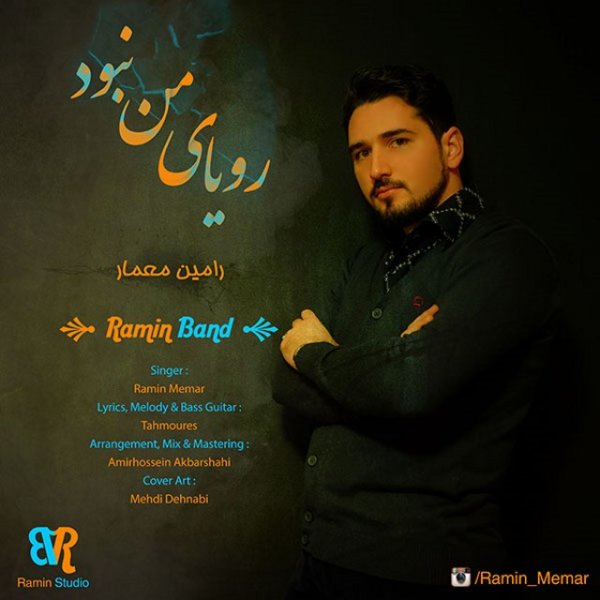 رویای من نبود
رامین معمار
Ramin Band
Singer :
Ramin Memar
Lyrics, Melody & Bass Guitar :
Tahmoures
Arrangement, Mix & Mastering :
Amirhossein Akbarshahi
Cover Art :
Mehdi Dehnabi
BR
Ramin Studio
/Ramin_Memar